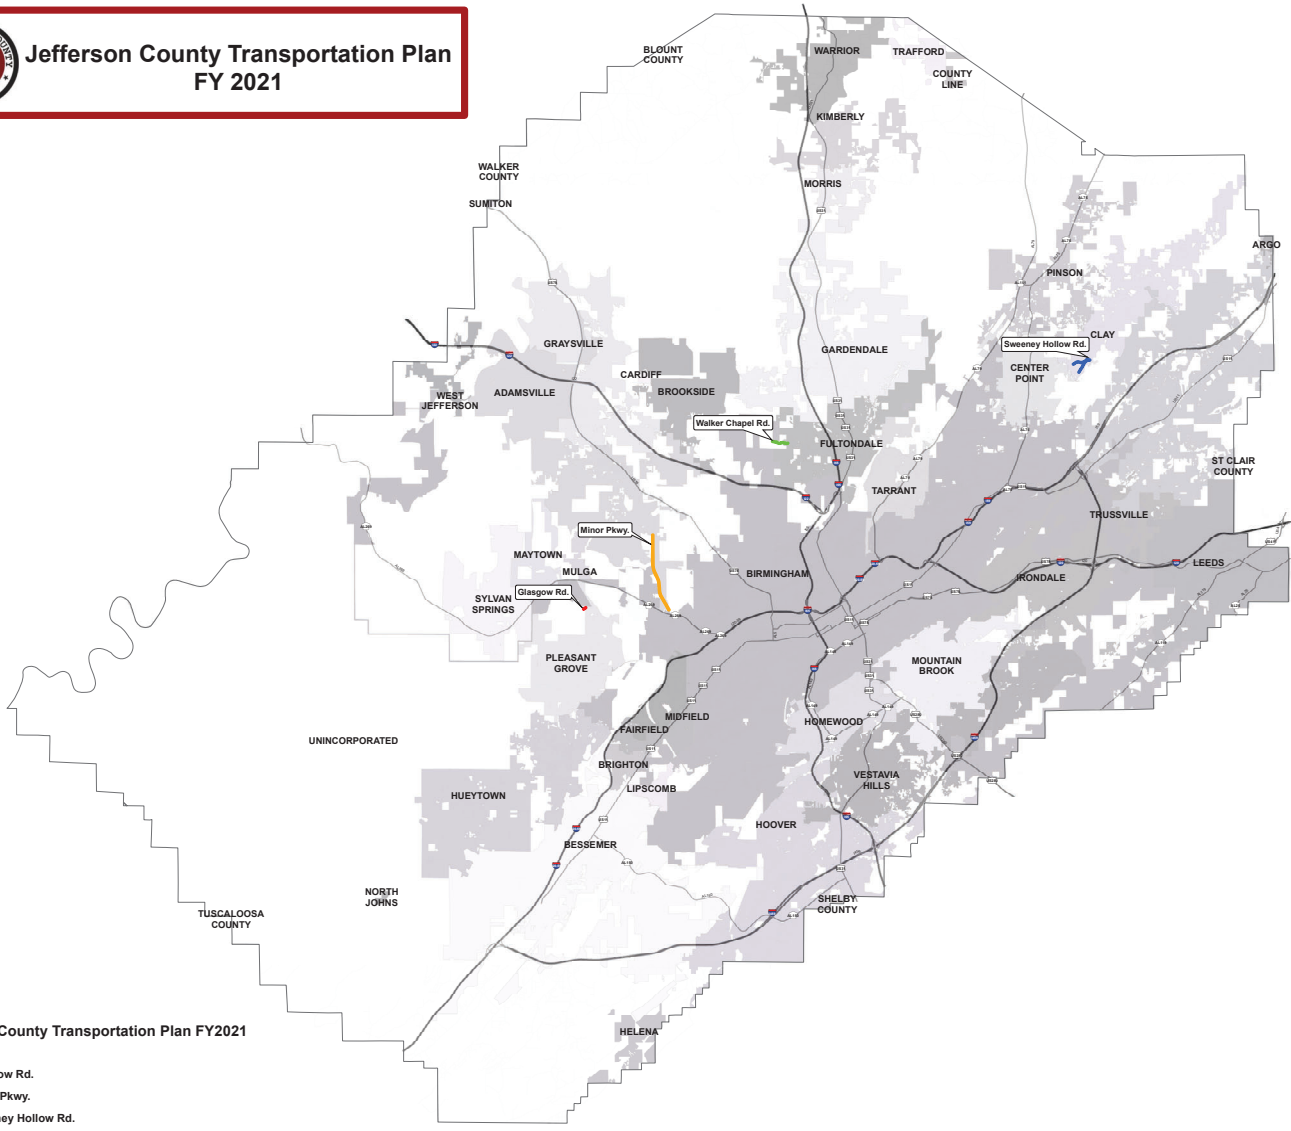 Jefferson County Transportation Plan
FY 2021
BLOUNT
COUNTY
WARRIOR
TRAFFORD
COUNTY
LINE
KIMBERLY
WALKER
COUNTY
MORRIS
SUMITON
ARGO
PINSON
GRAYSVILLE
GARDENDALE
CLAY
Sweeney Hollow Rd.
CARDIFF
CENTER
POINT
BROOKSIDE
ADAMSVILLE
WEST
JEFFERSON
Walker Chapel Rd.
FULTONDALE
ST CLAIR
COUNTY
TARRANT
TRUSSVILLE
Minor Pkwy.
MAYTOWN
MULGA
BIRMINGHAM
IRONDALE
LEEDS
Glasgow Rd.
SYLVAN
SPRINGS
PLEASANT
GROVE
MOUNTAIN
BROOK
MIDFIELD
HOMEWOOD
FAIRFIELD
UNINCORPORATED
BRIGHTON
VESTAVIA
HILLS
LIPSCOMB
HUEYTOWN
HOOVER
BESSEMER
NORTH
JOHNS
SHELBY
COUNTY
TUSCALOOSA
COUNTY
HELENA
County Transportation Plan FY2021
ow Rd.
Pkwy.
ey Hollow Rd.